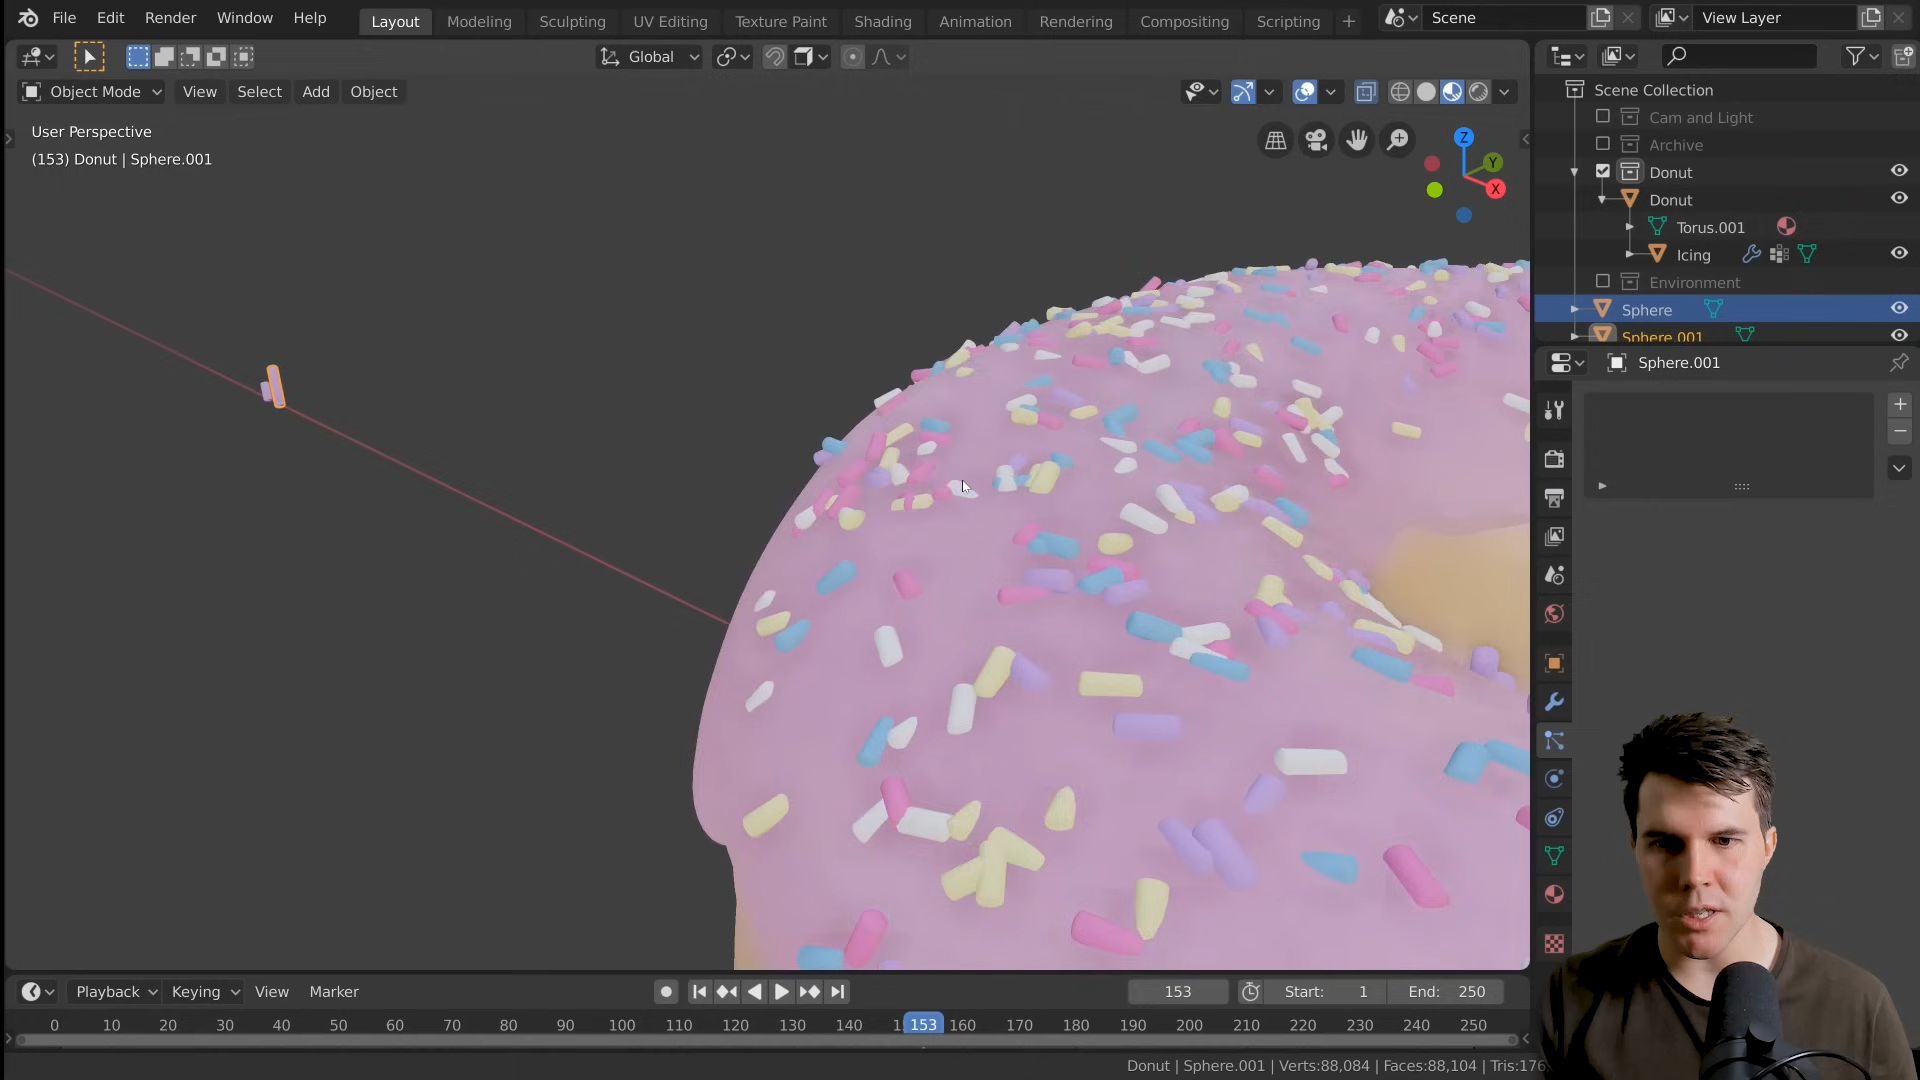 File Edit Render Window Help
Layout Modeling Sculpting UV Editing Texture Paint Shading Animation Rendering Compositing Scripting +
Scene
View Layer
Global
Object Mode View Select Add Object
User Perspective
(153) Donut | Sphere.001
Z
Y
X
Scene Collection
Cam and Light
Archive
Donut
Donut
Torus.001
Icing
Environment
Sphere
Sphere.001
Sphere.001
Playback Keying View Marker
153
Start: 1
End: 250
0 10 20 30 40 50 60 70 80 90 100 110 120 130 140 153 160 170 180 190 200 210 220 230 240 250
Donut | Sphere.001 | Verts:88,084 | Faces:88,104 | Tris:176